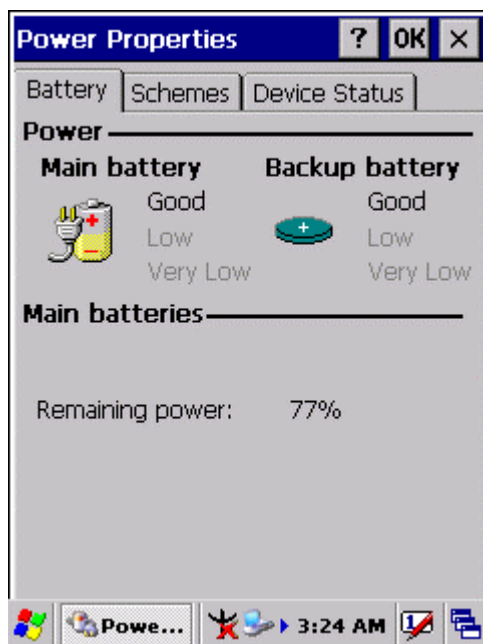 Power Properties ? OK ×
Battery Schemes Device Status
Power
Main battery Backup battery
Good Good
Low Low
Very Low Very Low
Main batteries
Remaining power: 77%
Powe... 3:24 AM